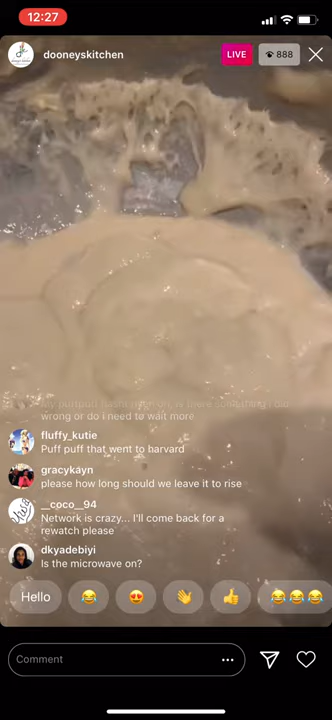 12:27
dooneyskitchen
LIVE
888
wrong or do i need to wait more
fluffy_kutie
Puff puff that went to harvard
gracykayn
please how long should we leave it to rise
__coco__94
Network is crazy... I'll come back for a
rewatch please
dkyadebiyi
Is the microwave on?
Hello
Comment